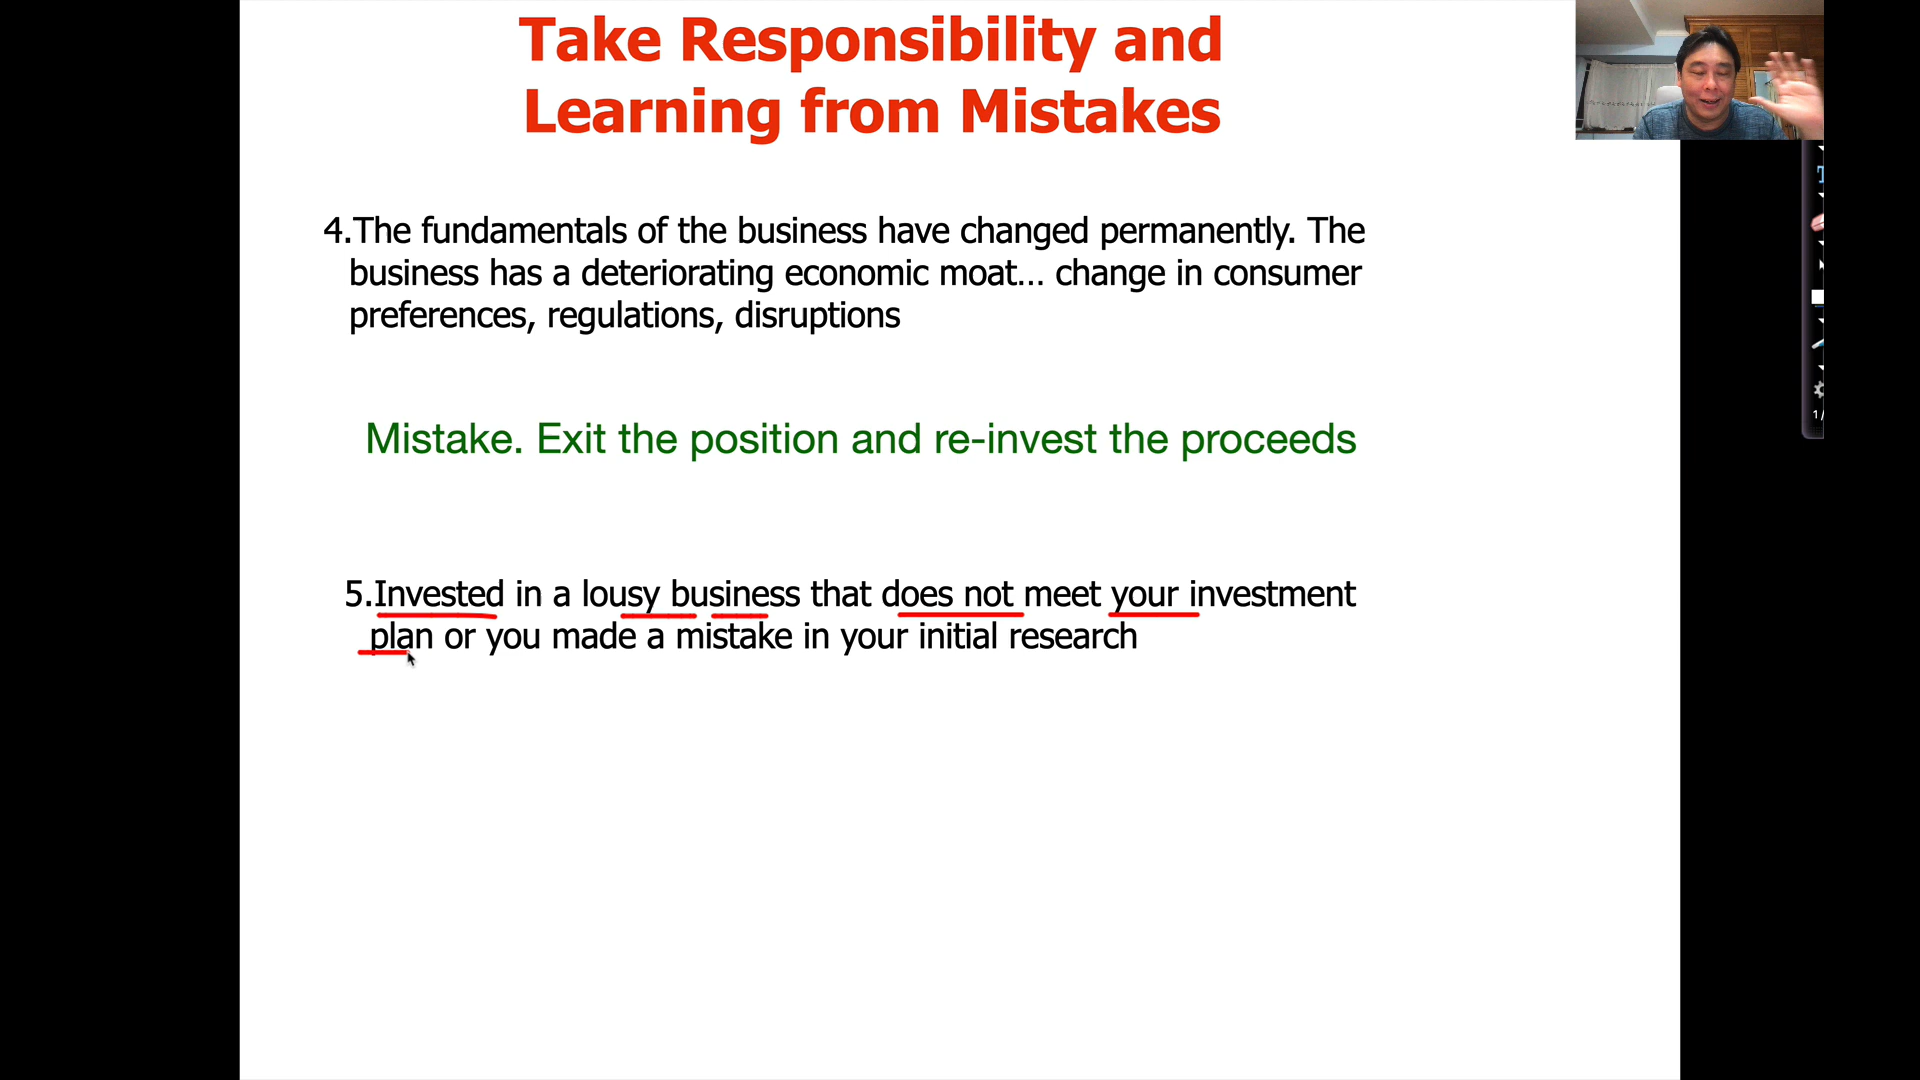 Take Responsibility and
Learning from Mistakes
4.The fundamentals of the business have changed permanently. The
business has a deteriorating economic moat... change in consumer
preferences, regulations, disruptions
Mistake. Exit the position and re-invest the proceeds
5.Invested in a lousy business that does not meet your investment
plan or you made a mistake in your initial research